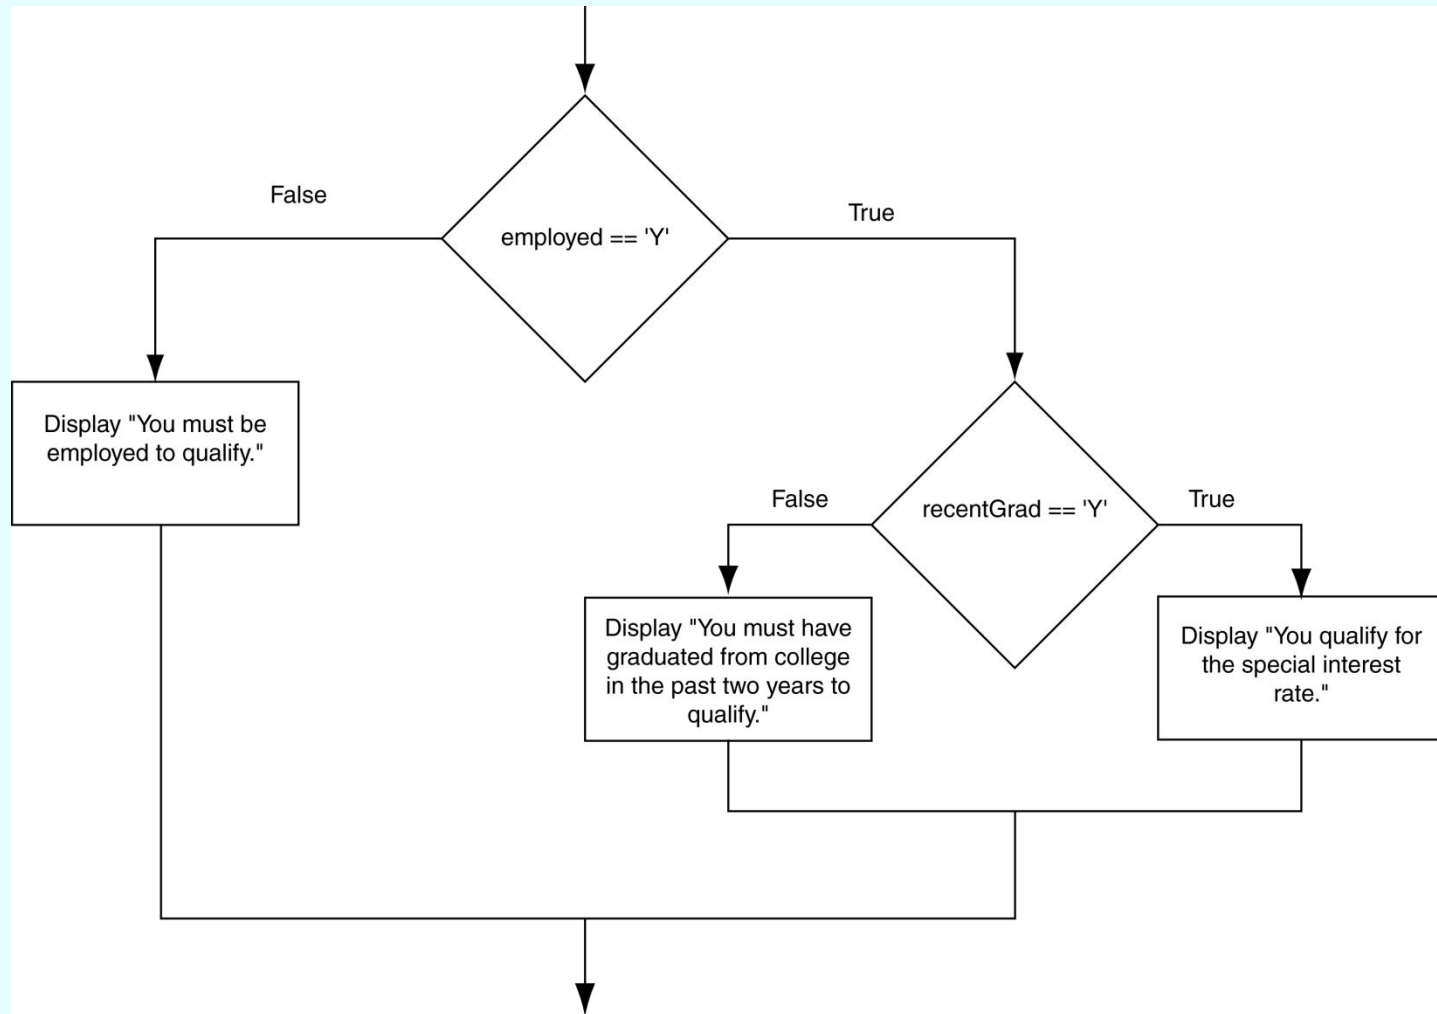 False
True
employed == 'Y'
Display "You must be
employed to qualify."
False
True
recentGrad == 'Y'
Display "You must have
graduated from college
in the past two years to
qualify."
Display "You qualify for
the special interest
rate."